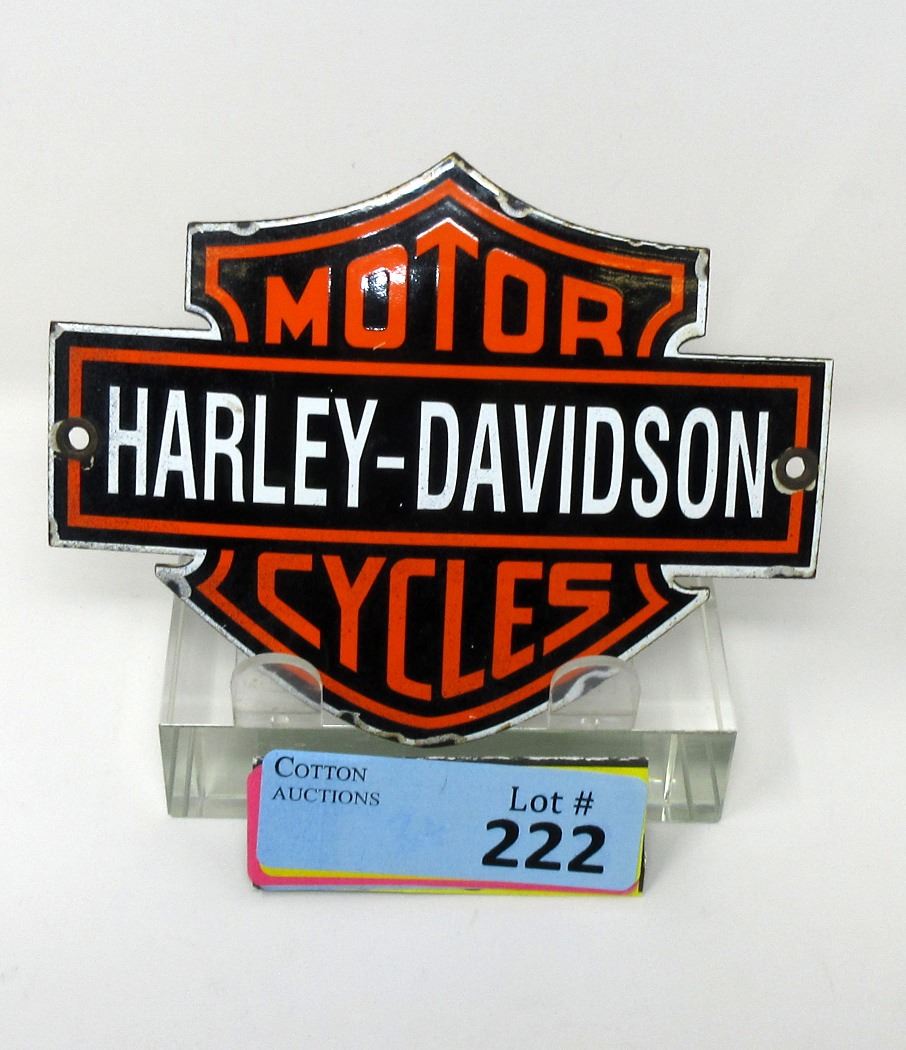 MOTOR
HARLEY-DAVIDSON
CYCLES
COTTON
AUCTIONS
Lot #
222